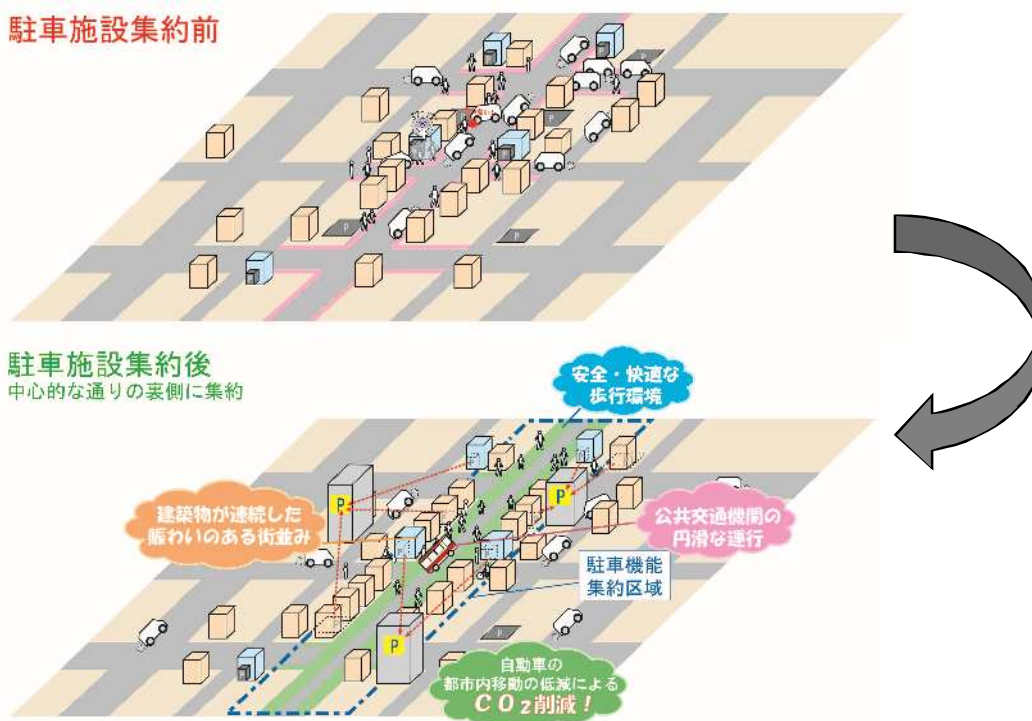 駐車施設集約前
P
P
P
駐車施設集約後
中心的な通りの裏側に集約
安全・快適な
歩行環境
P
P
建築物が連続した
賑わいのある街並み
公共交通機関の
円滑な運行
駐車機能
集約区域
P
P
自動車の
都市内移動の低減による
CO₂削減!